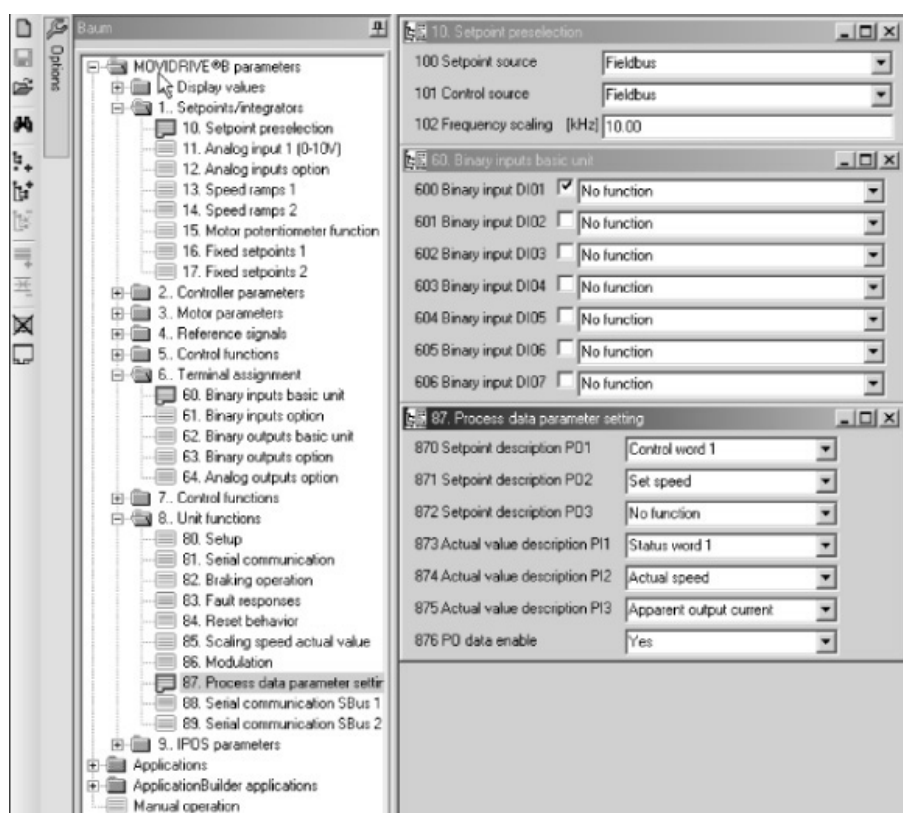 Options
Baum
MOVIDRIVE®B parameters
Display values
1.. Setpoints/integrators
10. Setpoint preselection
11. Analog input 1 (0-10V)
12. Analog inputs option
13. Speed ramps 1
14. Speed ramps 2
15. Motor potentiometer function
16. Fixed setpoints 1
17. Fixed setpoints 2
2.. Controller parameters
3.. Motor parameters
4.. Reference signals
5.. Control functions
6.. Terminal assignment
60. Binary inputs basic unit
61. Binary inputs option
62. Binary outputs basic unit
63. Binary outputs option
64. Analog outputs option
7.. Control functions
8.. Unit functions
80. Setup
81. Serial communication
82. Braking operation
83. Fault responses
84. Reset behavior
85. Scaling speed actual value
86. Modulation
87. Process data parameter settir
88. Serial communication SBus 1
89. Serial communication SBus 2
9.. IPOS parameters
Applications
ApplicationBuilder applications
Manual operation
10. Setpoint preselection
100 Setpoint source Fieldbus
101 Control source Fieldbus
102 Frequency scaling [kHz] 10.00
60. Binary inputs basic unit
600 Binary input DI01 No function
601 Binary input DI02 No function
602 Binary input DI03 No function
603 Binary input DI04 No function
604 Binary input DI05 No function
605 Binary input DI06 No function
606 Binary input DI07 No function
87. Process data parameter setting
870 Setpoint description PO1 Control word 1
871 Setpoint description PO2 Set speed
872 Setpoint description PO3 No function
873 Actual value description PI1 Status word 1
874 Actual value description PI2 Actual speed
875 Actual value description PI3 Apparent output current
876 PO data enable Yes